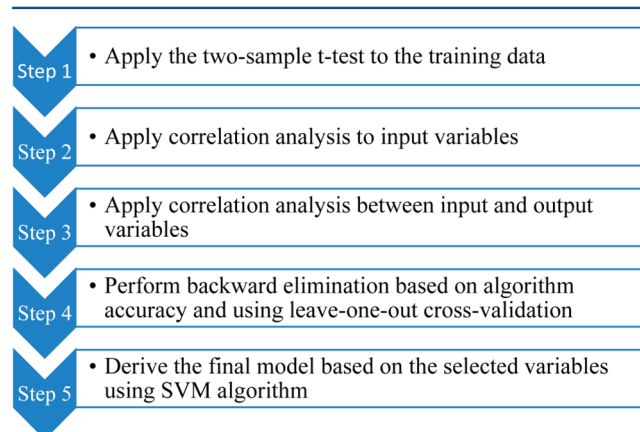 Step 1
• Apply the two-sample t-test to the training data
Step 2
• Apply correlation analysis to input variables
Step 3
• Apply correlation analysis between input and output
variables
Step 4
• Perform backward elimination based on algorithm
accuracy and using leave-one-out cross-validation
Step 5
• Derive the final model based on the selected variables
using SVM algorithm